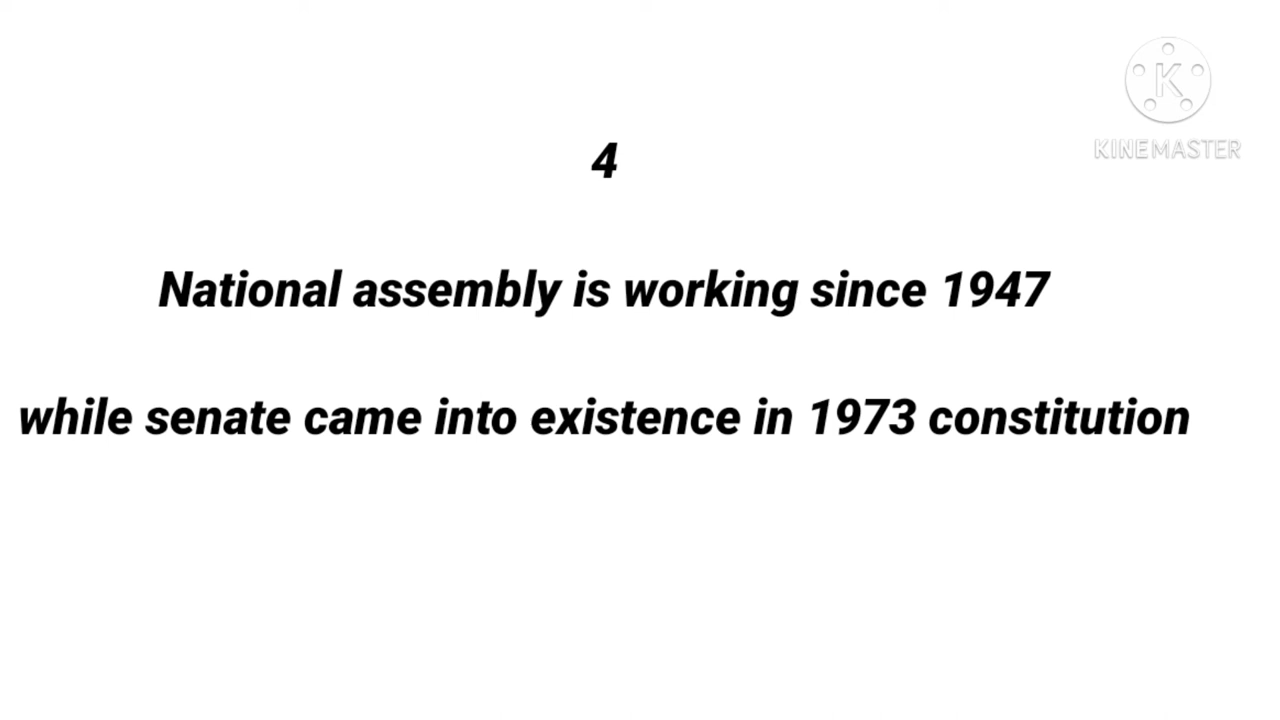 K
KINEMASTER
4
National assembly is working since 1947
while senate came into existence in 1973 constitution